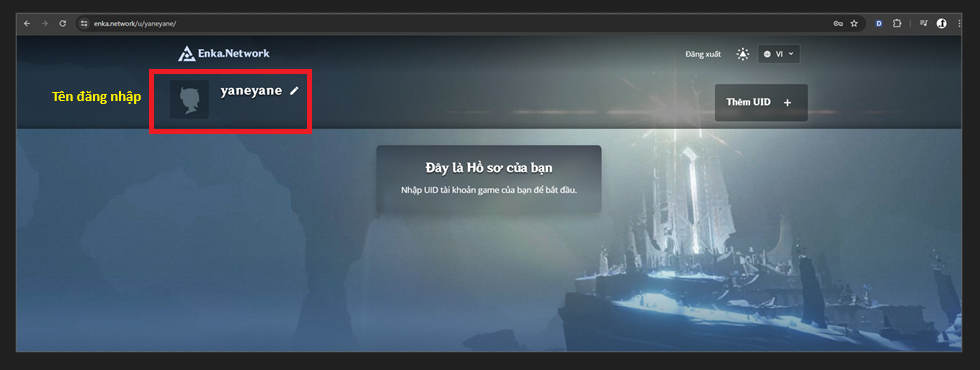 enka.network/u/yaneyane/
Enka.Network
Đăng xuất
VI
Tên đăng nhập
yaneyane
Thêm UID +
Đây là Hồ sơ của bạn
Nhập UID tài khoản game của bạn để bắt đầu.